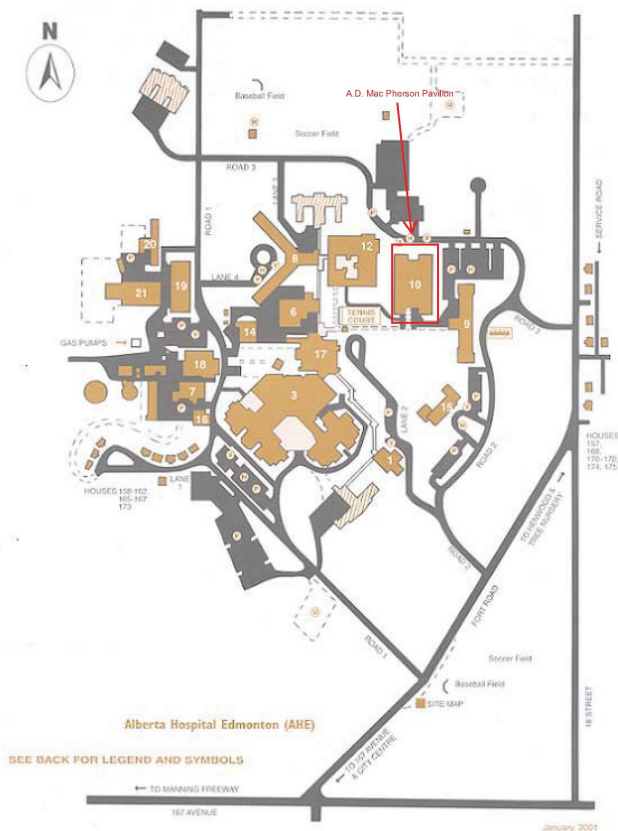 N
A.D. Mac Pherson Pavillon
Baseball Field
Soccer Field
ROAD 3
LANE 3
ROAD 1
SERVICE ROAD
20
12
8
LANE 4
10
21
19
6
TENNIS
COURT
14
9
ROAD 3
GAS PUMPS
17
18
3
7
15
16
LANE 2
1
ROAD 2
HOUSES
157,
168,
170-172,
174, 175
LANE
HOUSES 158-162
165-167
173
TO HENWOOD &
TREE NURSERY
P
ROAD 2
FORT ROAD
ROAD 1
Soccer Field
Baseball Field
SITE MAP
18 STREET
Alberta Hospital Edmonton (AHE)
SEE BACK FOR LEGEND AND SYMBOLS
TO 167 AVENUE
& CITY CENTRE
TO MANNING FREEWAY
167 AVENUE
January, 2001